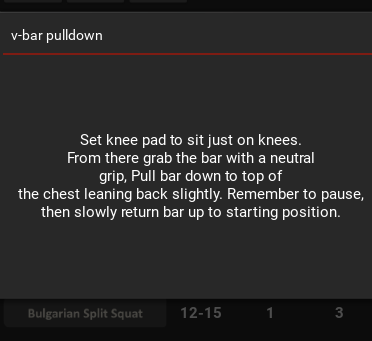 v-bar pulldown
Set knee pad to sit just on knees.
From there grab the bar with a neutral
grip, Pull bar down to top of
the chest leaning back slightly. Remember to pause,
then slowly return bar up to starting position.
Bulgarian Split Squat 12-15 1 3